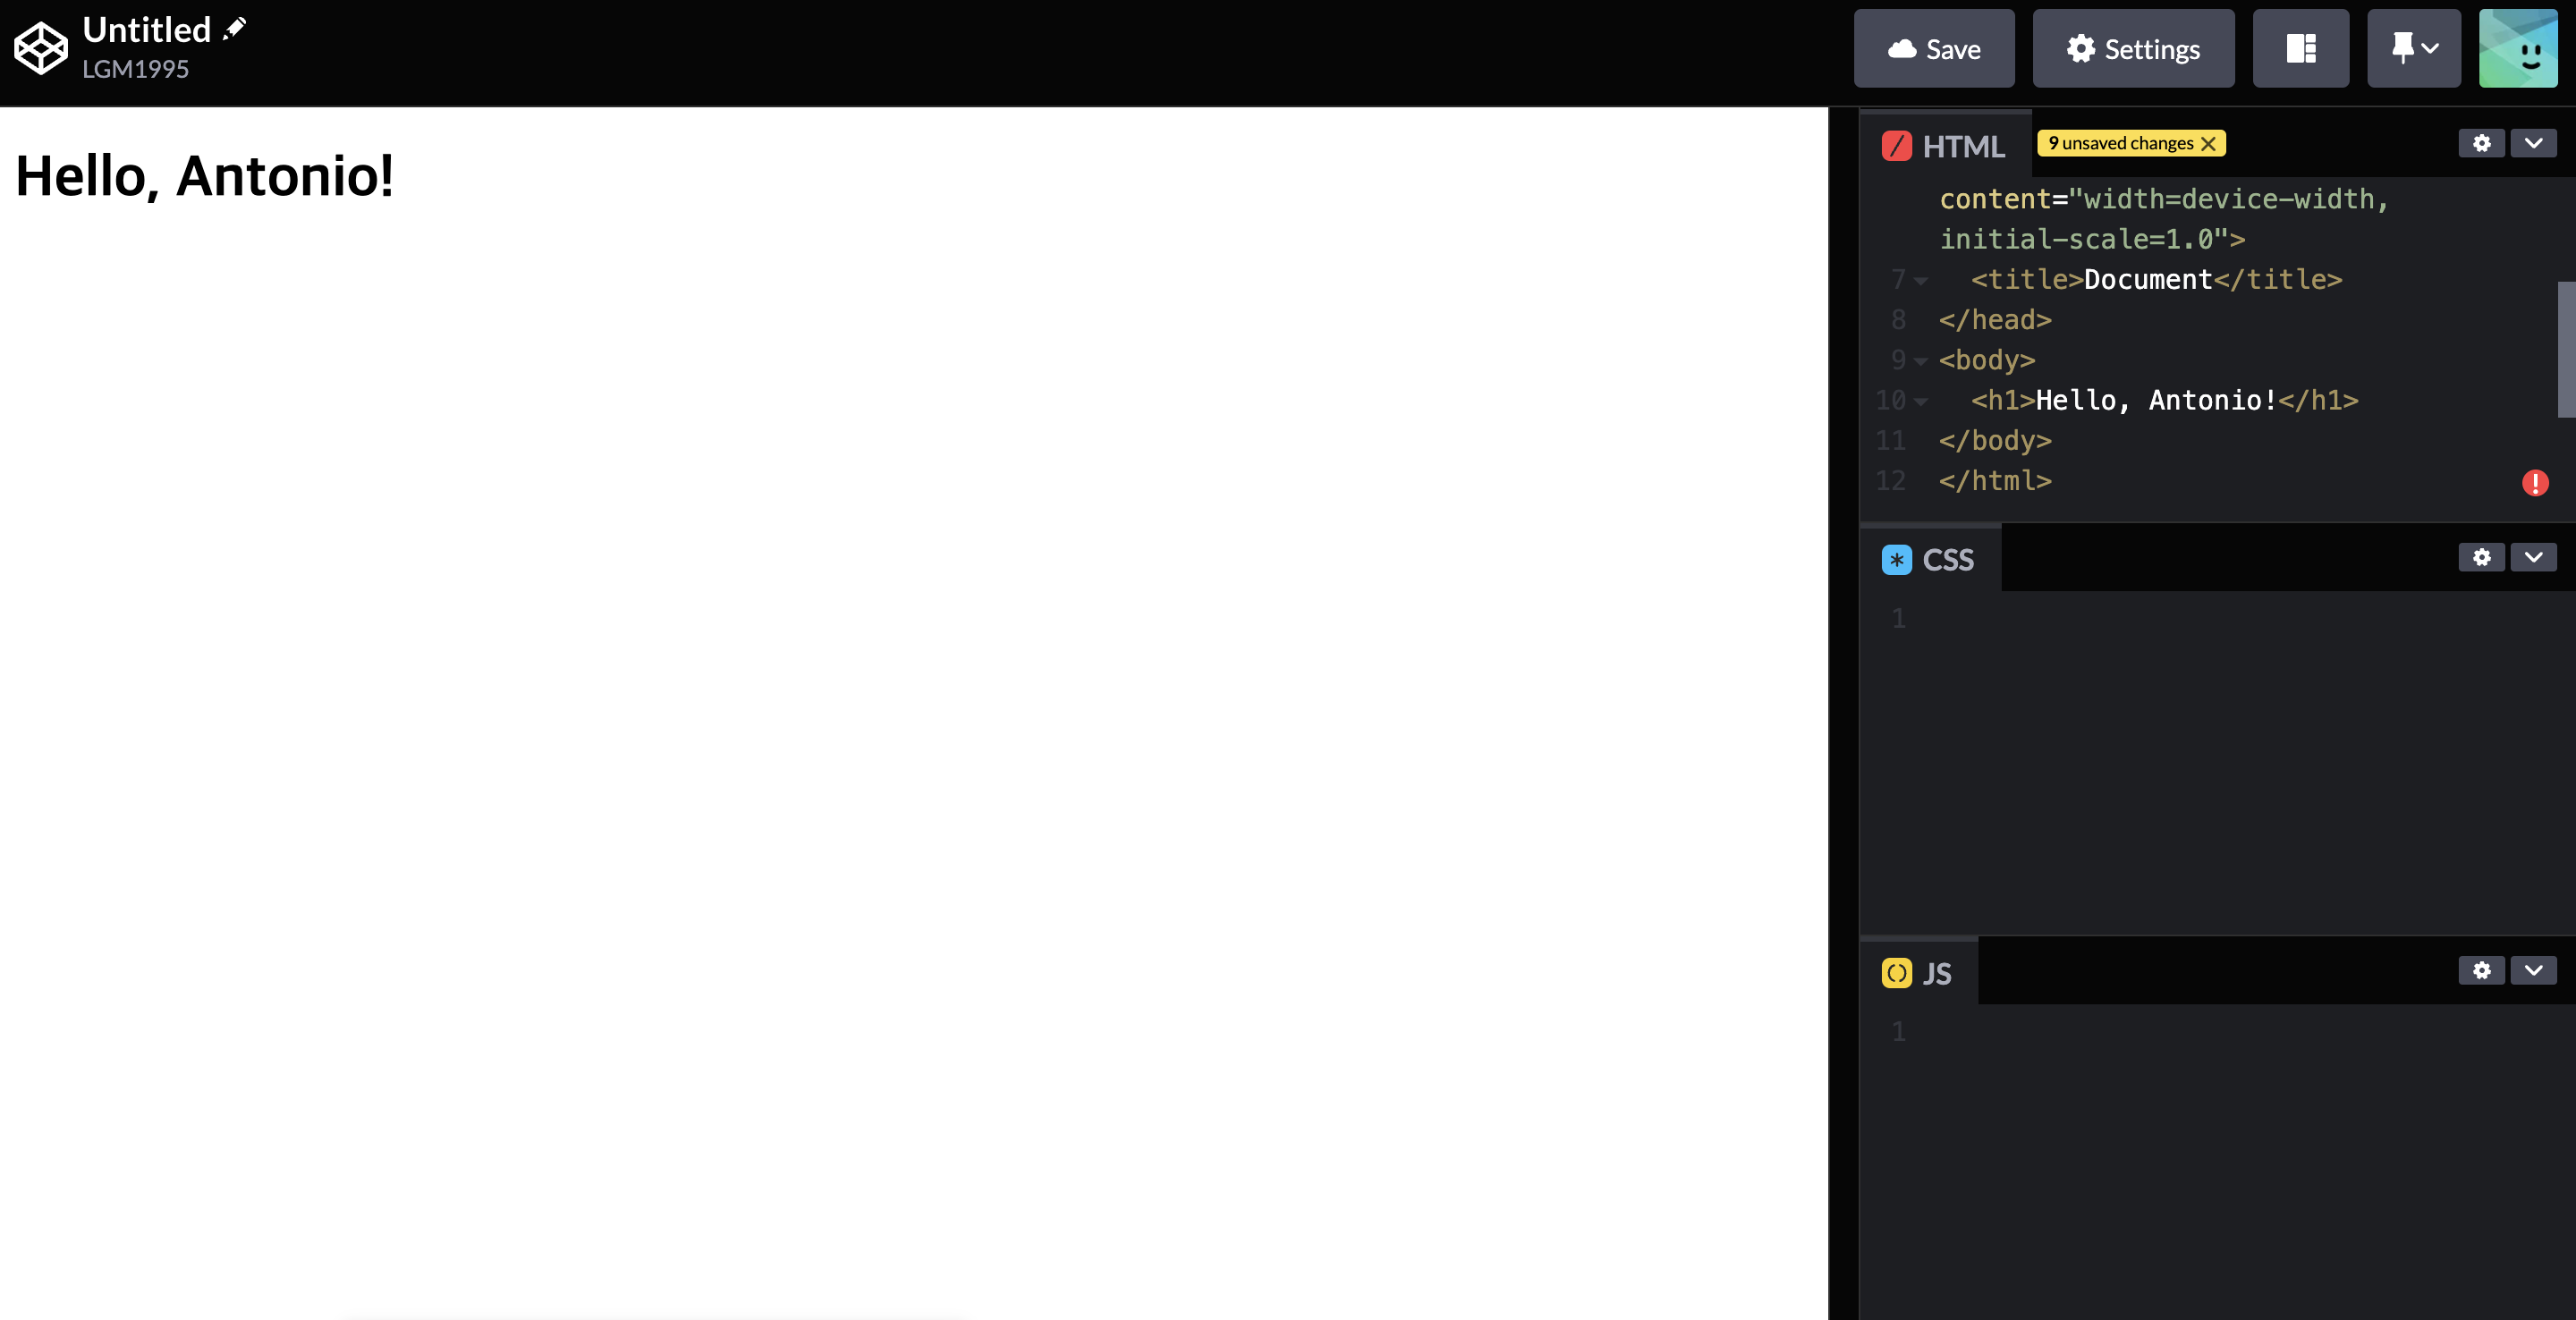 Untitled
LGM1995
Save
Settings
Hello, Antonio!
HTML
9 unsaved changes
content="width=device-width,
initial-scale=1.0">
7 <title>Document</title>
8 </head>
9 <body>
10 <h1>Hello, Antonio!</h1>
11 </body>
12 </html>
CSS
1
JS
1